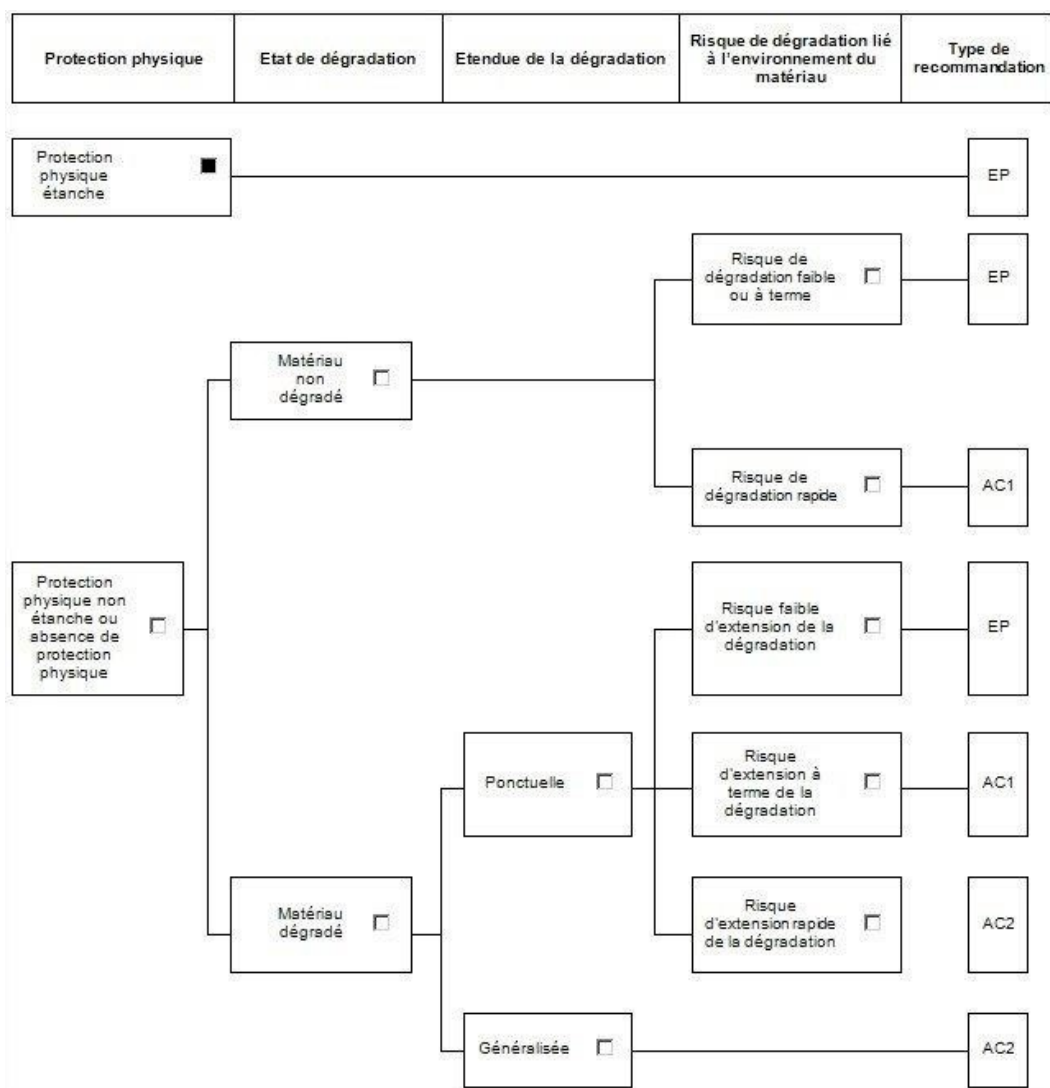 Protection physique
Etat de dégradation
Etendue de la dégradation
Risque de dégradation lié
à l'environnement du
matériau
Type de
recommandation
Protection
physique
étanche
EP
Risque de
dégradation faible
ou à terme
EP
Matériau
non
dégradé
Risque de
dégradation rapide
AC1
Protection
physique non
étanche ou
absence de
protection
physique
Risque faible
d'extension de la
dégradation
EP
Ponctuelle
Risque
d'extension à
terme de la
dégradation
AC1
Matériau
dégradé
Risque
d'extension rapide
de la dégradation
AC2
Généralisée
AC2